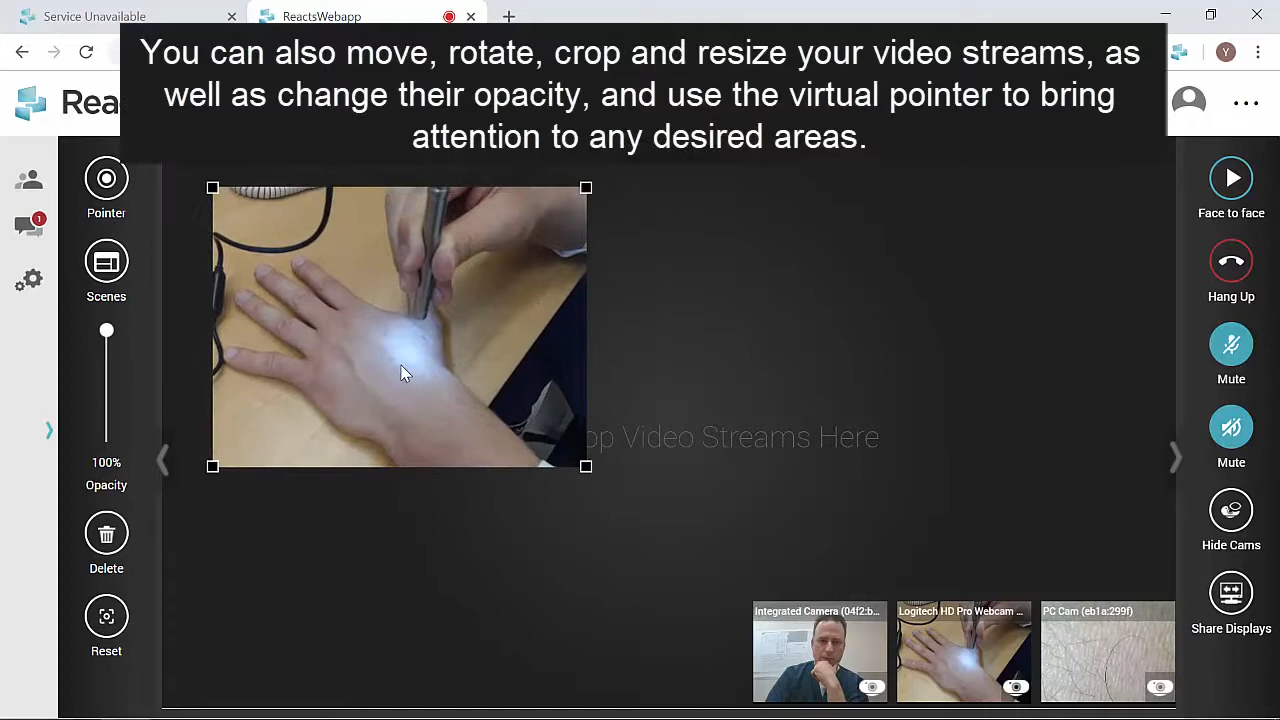 Service Unavailable
ReactsWebapp
You can also move, rotate, crop and resize your video streams, as
well as change their opacity, and use the virtual pointer to bring
attention to any desired areas.
Y
Reac
Pointer
Scenes
100%
Opacity
Delete
Reset
1
op Video Streams Here
Integrated Camera (04f2:b...
Logitech HD Pro Webcam ...
PC Cam (eb1a:299f)
Face to face
Hang Up
Mute
Mute
Hide Cams
Share Displays